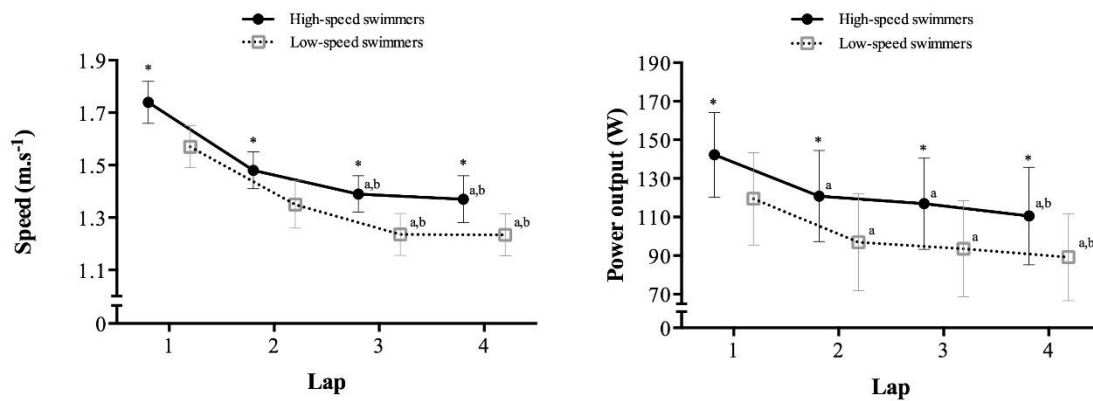 High-speed swimmers
Low-speed swimmers
1.9
1.7
1.5
1.3
1.1
0
Speed (m.s⁻¹)
*
*
*
*
a,b
a,b
a,b
a,b
1
2
3
4
Lap
High-speed swimmers
Low-speed swimmers
190
170
150
130
110
90
70
0
Power output (W)
*
*
*
*
a
a
a,b
a
a
a,b
1
2
3
4
Lap